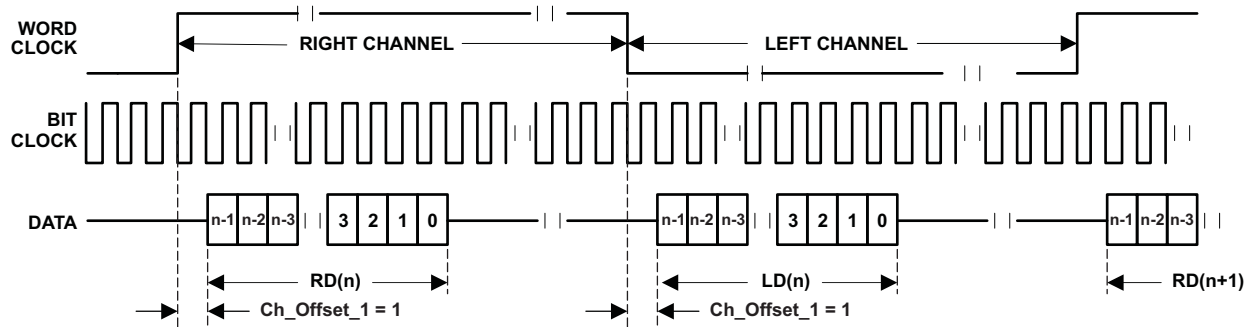 WORD
CLOCK
RIGHT CHANNEL
LEFT CHANNEL
BIT
CLOCK
DATA
n-1 n-2 n-3 3 2 1 0 n-1 n-2 n-3 3 2 1 0 n-1 n-2 n-3
RD(n) LD(n) RD(n+1)
Ch_Offset_1 = 1 Ch_Offset_1 = 1